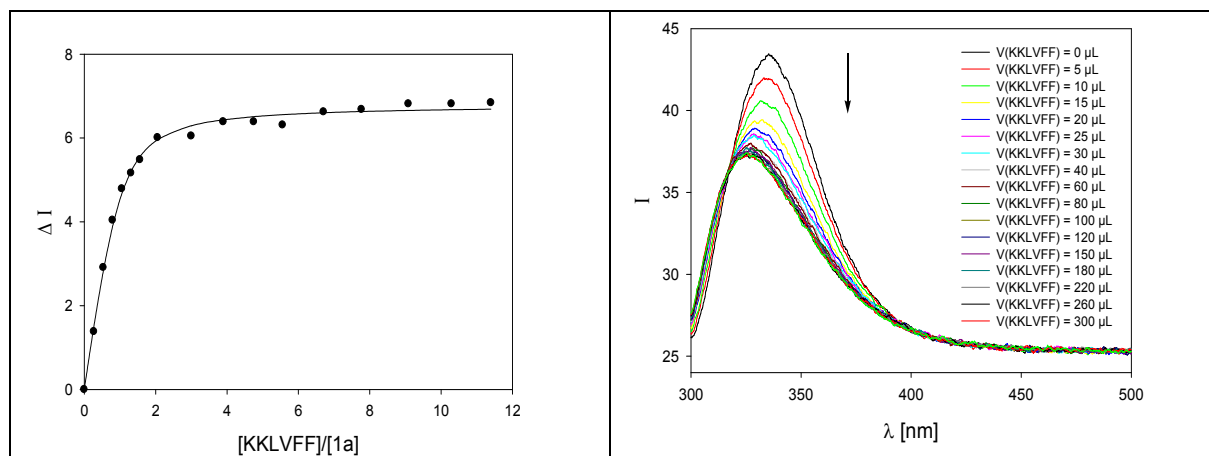 8
6
4
2
0
Δ I
0 2 4 6 8 10 12
[KKLVFF]/[1a]
45
40
35
30
25
I
300 350 400 450 500
λ [nm]
V(KKLVFF) = 0 µL
V(KKLVFF) = 5 µL
V(KKLVFF) = 10 µL
V(KKLVFF) = 15 µL
V(KKLVFF) = 20 µL
V(KKLVFF) = 25 µL
V(KKLVFF) = 30 µL
V(KKLVFF) = 40 µL
V(KKLVFF) = 60 µL
V(KKLVFF) = 80 µL
V(KKLVFF) = 100 µL
V(KKLVFF) = 120 µL
V(KKLVFF) = 150 µL
V(KKLVFF) = 180 µL
V(KKLVFF) = 220 µL
V(KKLVFF) = 260 µL
V(KKLVFF) = 300 µL